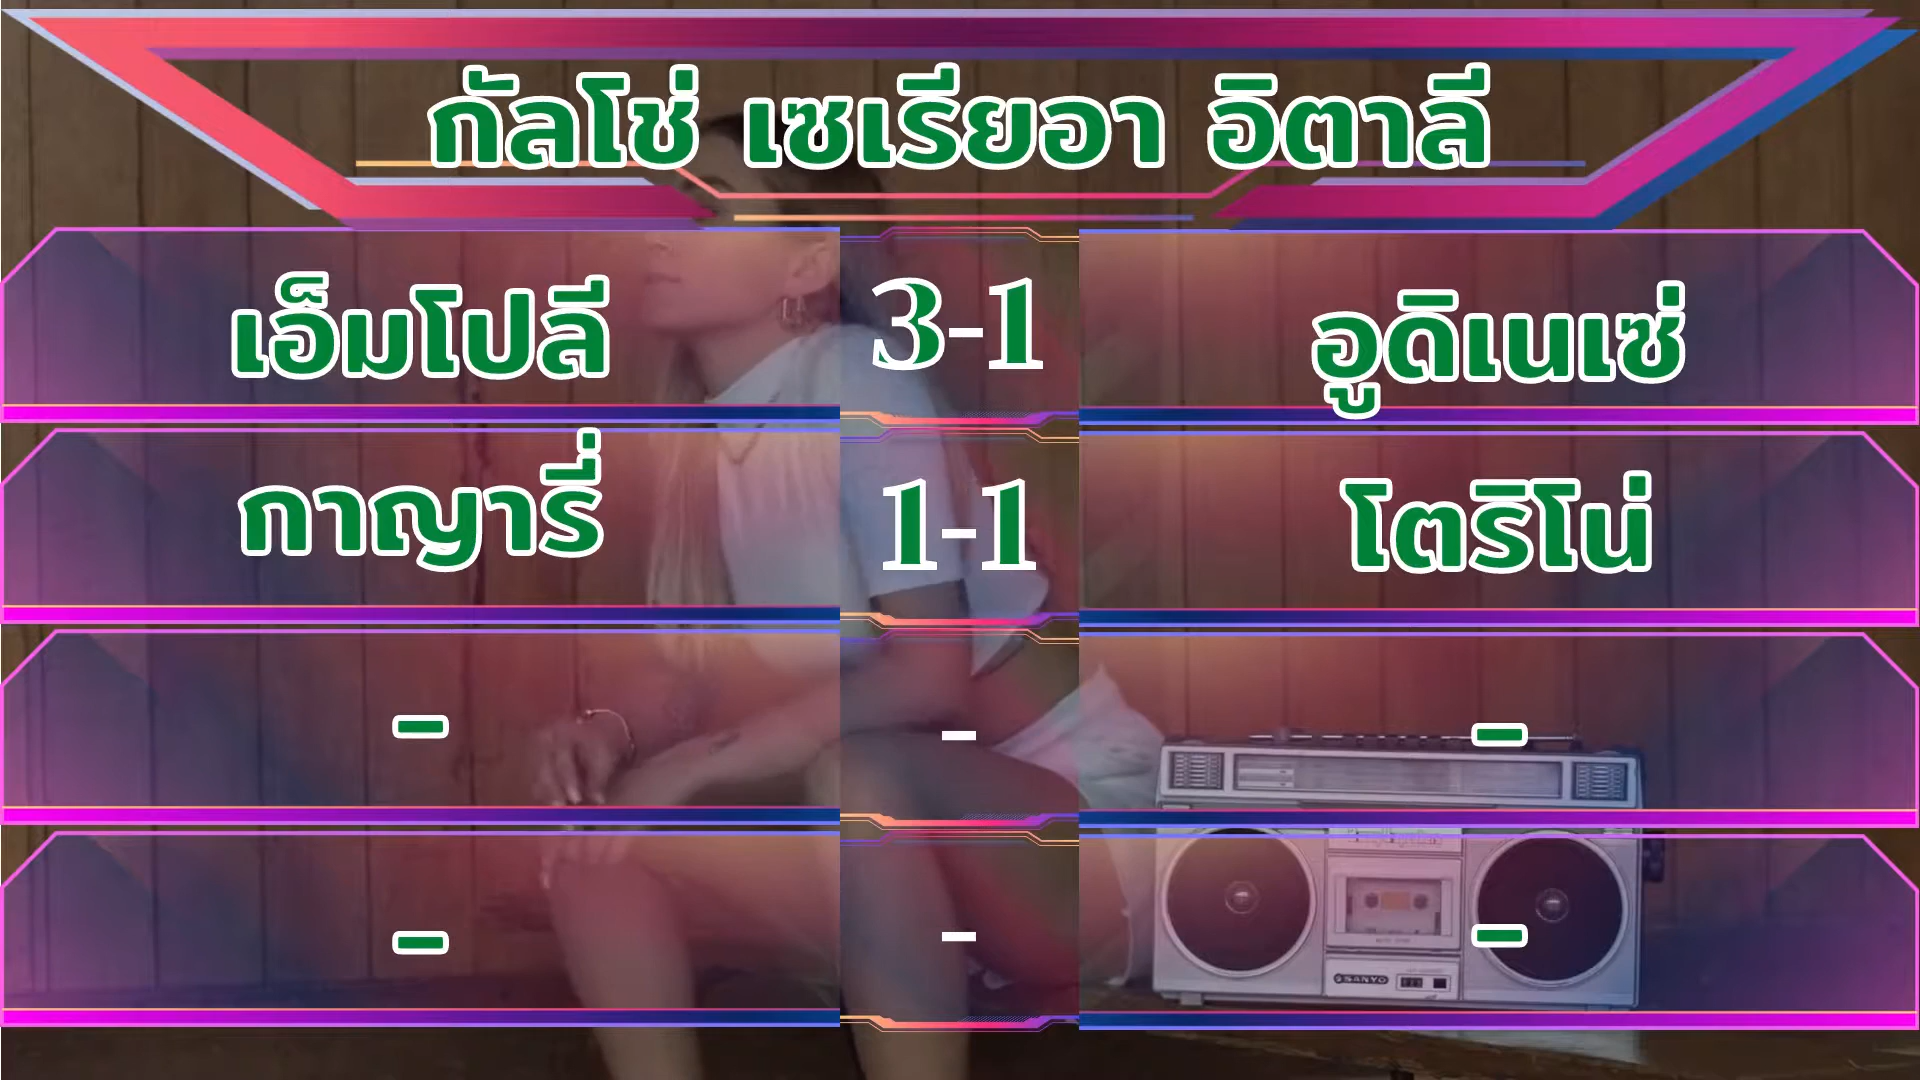 กัลโช่ เซเรียอา อิตาลี
เอ็มโปลี 3-1 อูดิเนเซ่
กาญารี่ 1-1 โตริโน่
- - -
- - -
SANYO